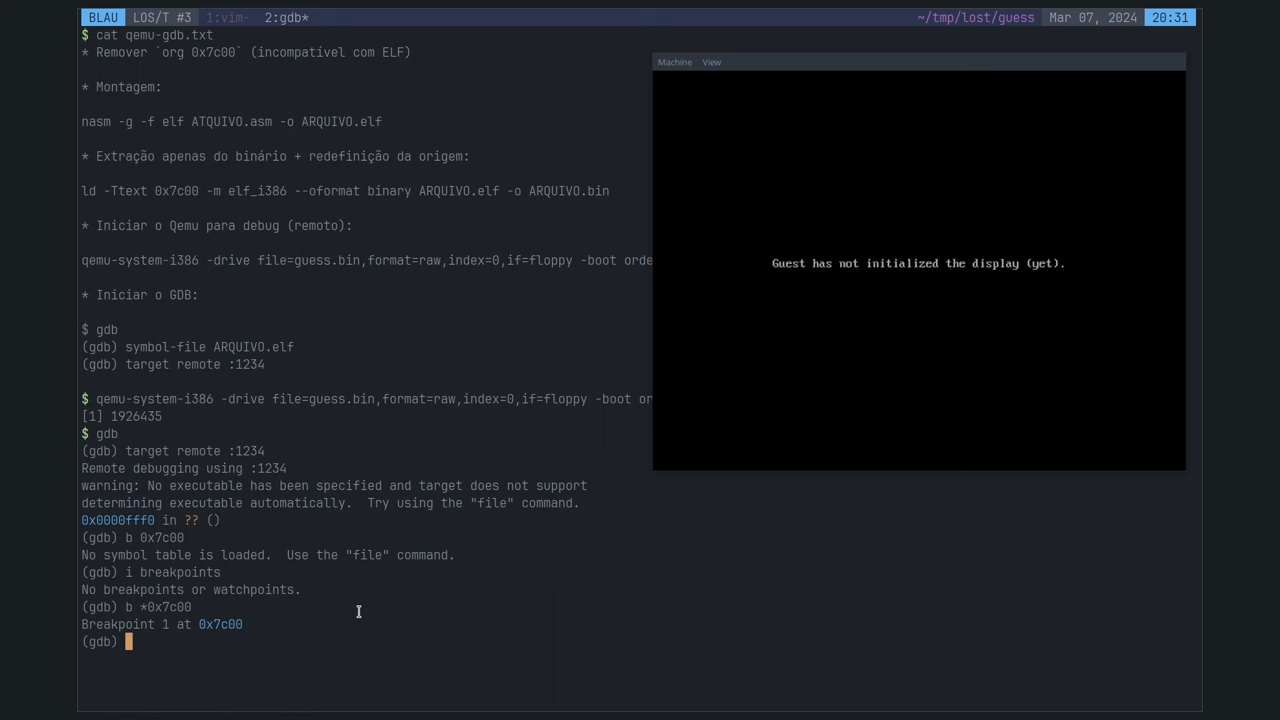 BLAU LOS/T #3 1:vim- 2:gdb* ~/tmp/lost/guess Mar 07, 2024 20:31
$ cat qemu-gdb.txt
* Remover `org 0x7c00` (incompatível com ELF)
* Montagem:
nasm -g -f elf ATQUIVO.asm -o ARQUIVO.elf
* Extração apenas do binário + redefinição da origem:
ld -Ttext 0x7c00 -m elf_i386 --oformat binary ARQUIVO.elf -o ARQUIVO.bin
* Iniciar o Qemu para debug (remoto):
qemu-system-i386 -drive file=guess.bin,format=raw,index=0,if=floppy -boot orde
* Iniciar o GDB:
$ gdb
(gdb) symbol-file ARQUIVO.elf
(gdb) target remote :1234
$ qemu-system-i386 -drive file=guess.bin,format=raw,index=0,if=floppy -boot or
[1] 1926435
$ gdb
(gdb) target remote :1234
Remote debugging using :1234
warning: No executable has been specified and target does not support
determining executable automatically.  Try using the "file" command.
0x0000fff0 in ?? ()
(gdb) b 0x7c00
No symbol table is loaded.  Use the "file" command.
(gdb) i breakpoints
No breakpoints or watchpoints.
(gdb) b *0x7c00
Breakpoint 1 at 0x7c00
(gdb)
Machine View
Guest has not initialized the display (yet).